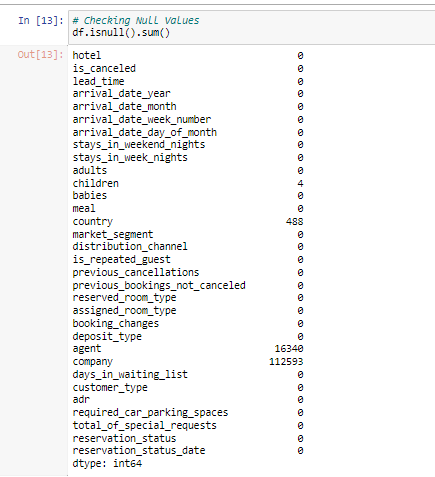 In [13]: # Checking Null Values
df.isnull().sum()
Out[13]: hotel 0
is_canceled 0
lead_time 0
arrival_date_year 0
arrival_date_month 0
arrival_date_week_number 0
arrival_date_day_of_month 0
stays_in_weekend_nights 0
stays_in_week_nights 0
adults 0
children 4
babies 0
meal 0
country 488
market_segment 0
distribution_channel 0
is_repeated_guest 0
previous_cancellations 0
previous_bookings_not_canceled 0
reserved_room_type 0
assigned_room_type 0
booking_changes 0
deposit_type 0
agent 16340
company 112593
days_in_waiting_list 0
customer_type 0
adr 0
required_car_parking_spaces 0
total_of_special_requests 0
reservation_status 0
reservation_status_date 0
dtype: int64